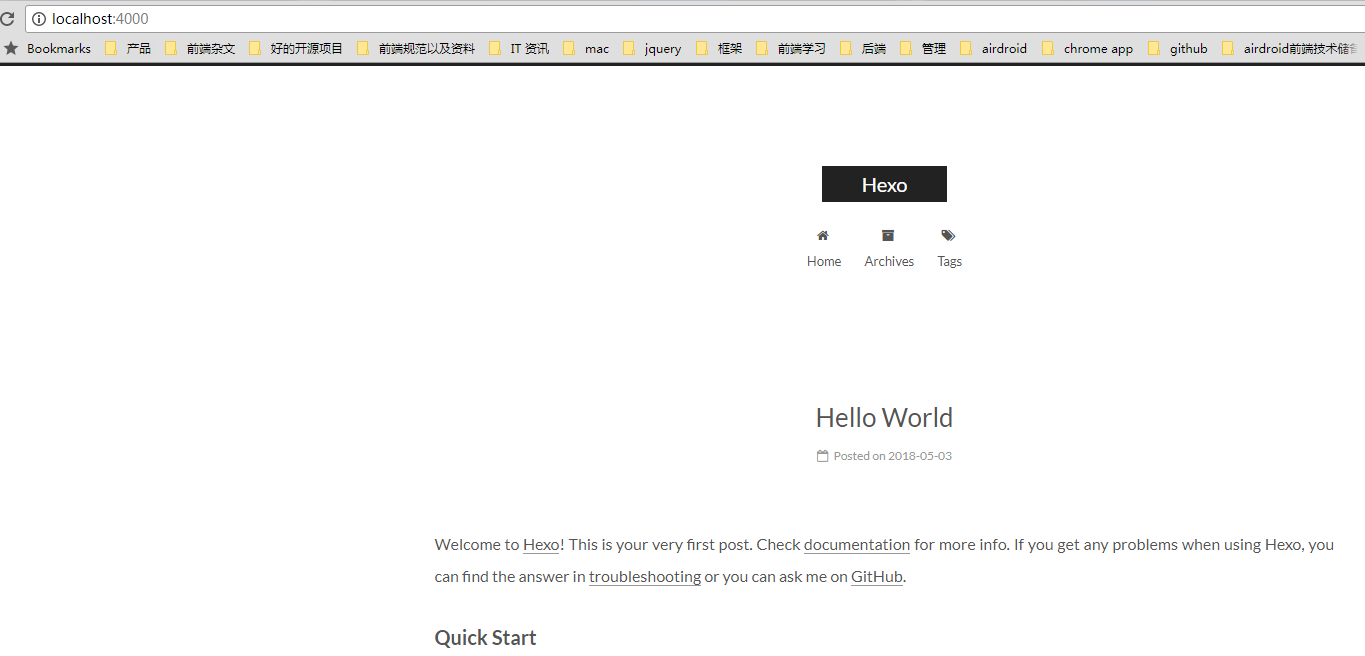 localhost:4000
Bookmarks 产品 前端杂文 好的开源项目 前端规范以及资料 IT 资讯 mac jquery 框架 前端学习 后端 管理 airdroid chrome app github airdroid前端技术储
Hexo
Home Archives Tags
Hello World
Posted on 2018-05-03
Welcome to Hexo! This is your very first post. Check documentation for more info. If you get any problems when using Hexo, you
can find the answer in troubleshooting or you can ask me on GitHub.
Quick Start